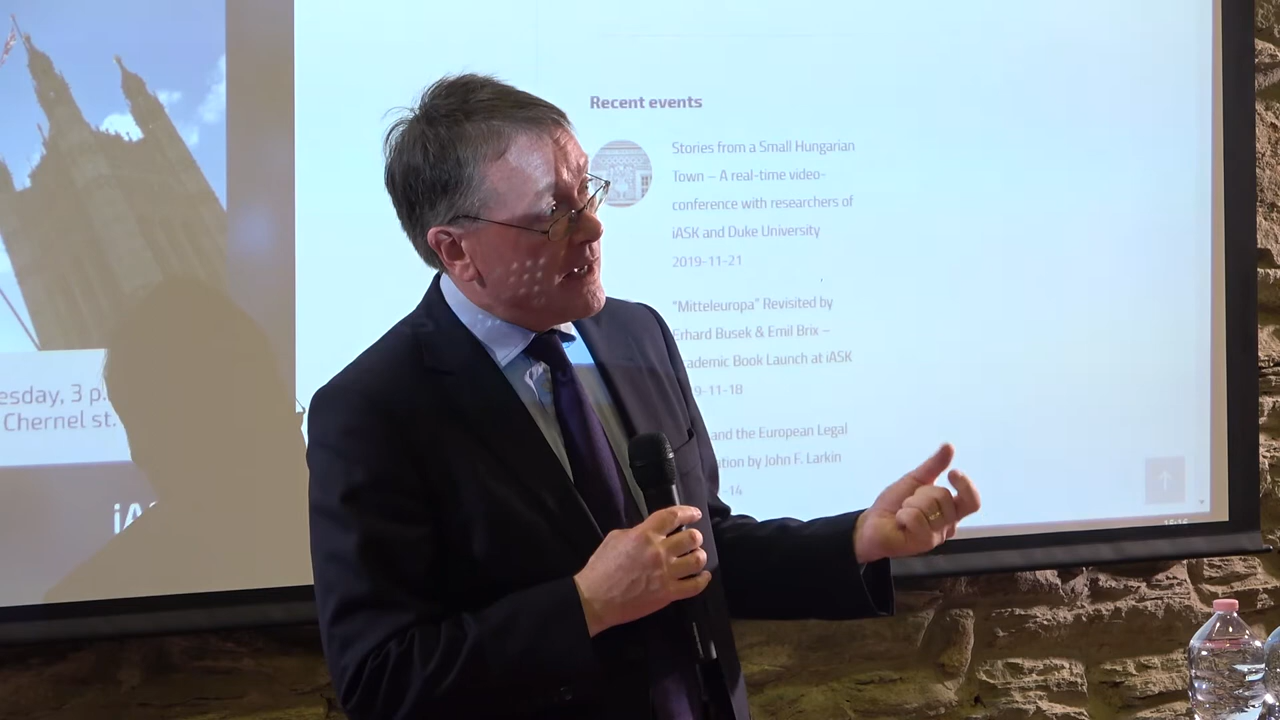 esday, 3 p.
Chernel st.
iA
Recent events
Stories from a Small Hungarian
Town – A real-time video-
conference with researchers of
iASK and Duke University
2019-11-21
"Mitteleuropa" Revisited by
Erhard Busek & Emil Brix –
cademic Book Launch at iASK
9-11-18
and the European Legal
ition by John F. Larkin
-14